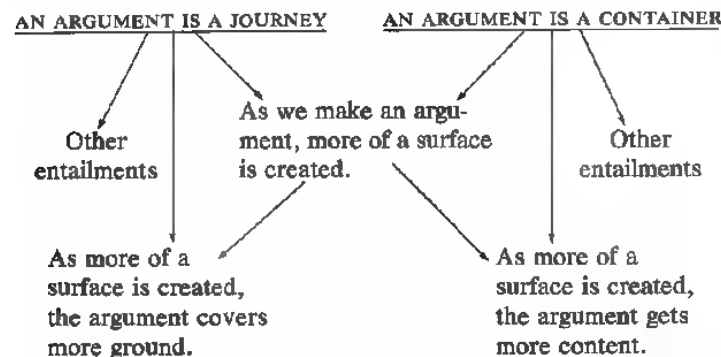 AN ARGUMENT IS A JOURNEY
AN ARGUMENT IS A CONTAINER
As we make an argu-
ment, more of a surface
is created.
Other
entailments
Other
entailments
As more of a
surface is created,
the argument covers
more ground.
As more of a
surface is created,
the argument gets
more content.